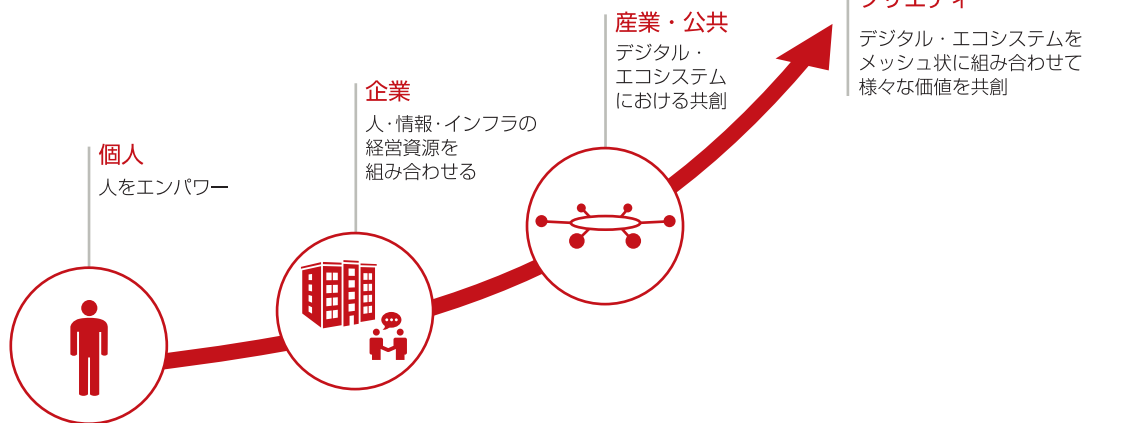 個人
人をエンパワー
企業
人・情報・インフラの
経営資源を
組み合わせる
産業・公共
デジタル・
エコシステム
における共創
デジタル・エコシステムを
メッシュ状に組み合わせて
様々な価値を共創